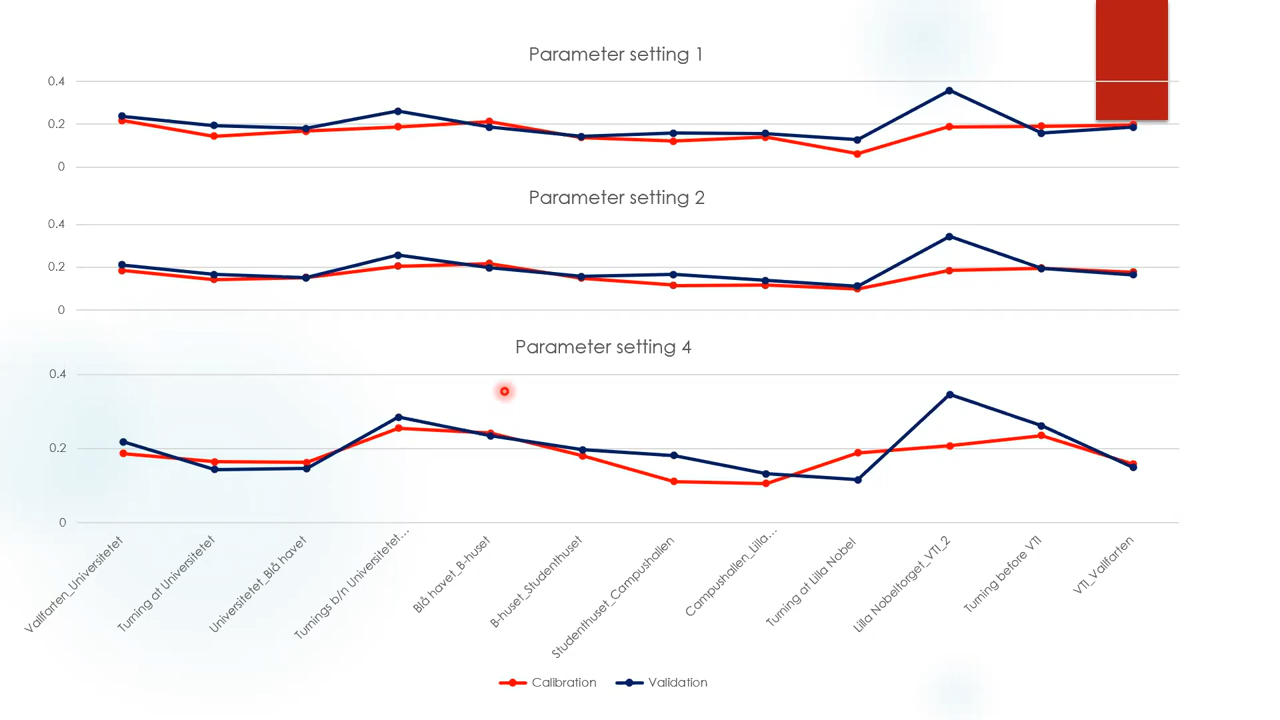 Parameter setting 1
0.4
0.2
0
Parameter setting 2
0.4
0.2
0
Parameter setting 4
0.4
0.2
0
Vallfarten_Universitetet
Turning at Universitetet
Universitetet_Blå havet
Turnings b/n Universitetet...
Blå havet_B-huset
B-huset_Studenthuset
Studenthuset_Campushallen
Campushallen_Lilla...
Turning at Lilla Nobel
Lilla Nobeltorget_VTI_2
Turning before VTI
VTI_Vallfarten
Calibration Validation